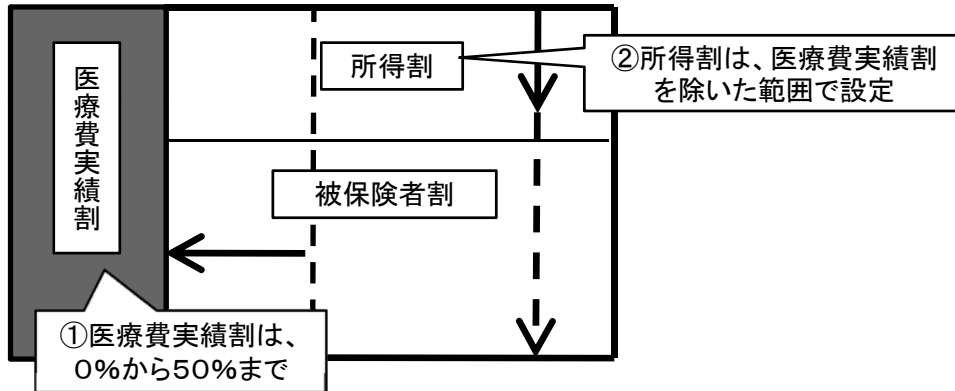 医療費実績割
所得割
②所得割は、医療費実績割
を除いた範囲で設定
被保険者割
①医療費実績割は、
0%から50%まで